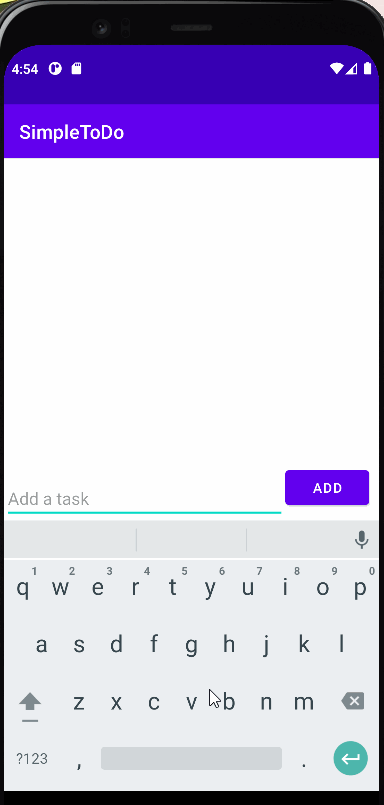 4:54
SimpleToDo
Add a task
ADD
1 2 3 4 5 6 7 8 9 0
q w e r t y u i o p
a s d f g h j k l
z x c v b n m
?123 , .